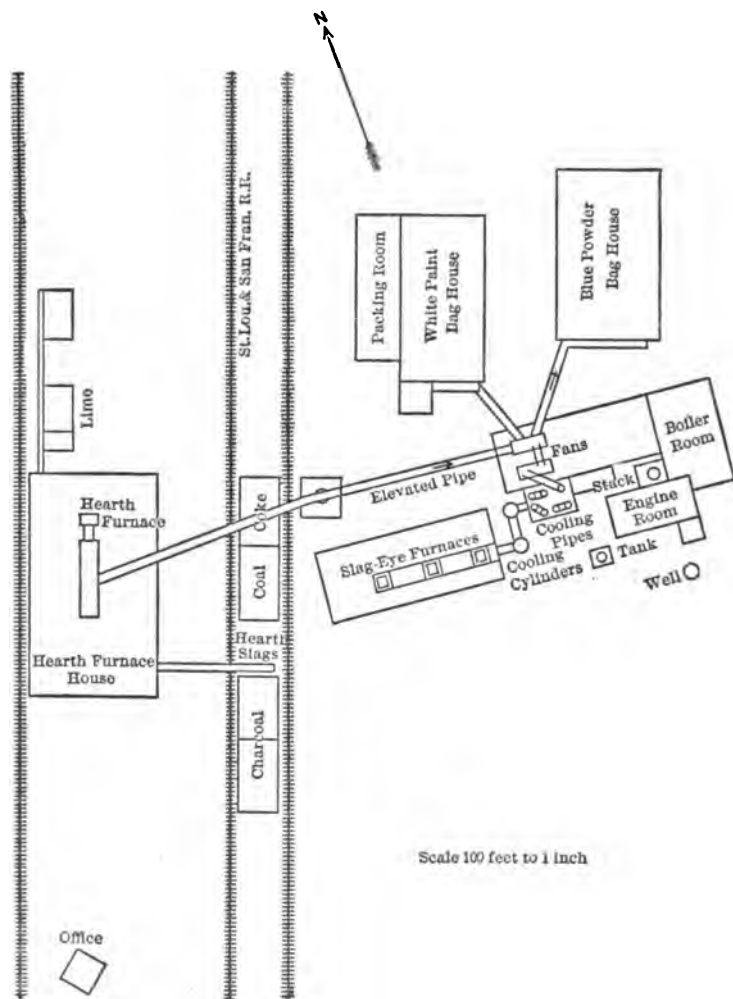 N
St. Lou. & San Fran. R.R.
Packing Room
White Paint
Bag House
Blue Powder
Bag House
Lime
Hearth
Furnace
Coke
Elevated Pipe
Fans
Boiler
Room
Stack
Engine
Room
Cooling
Pipes
Slag-Eye Furnaces
Cooling
Cylinders
Tank
Well
Coal
Hearth
Slags
Hearth Furnace
House
Charcoal
Scale 100 feet to 1 inch
Office